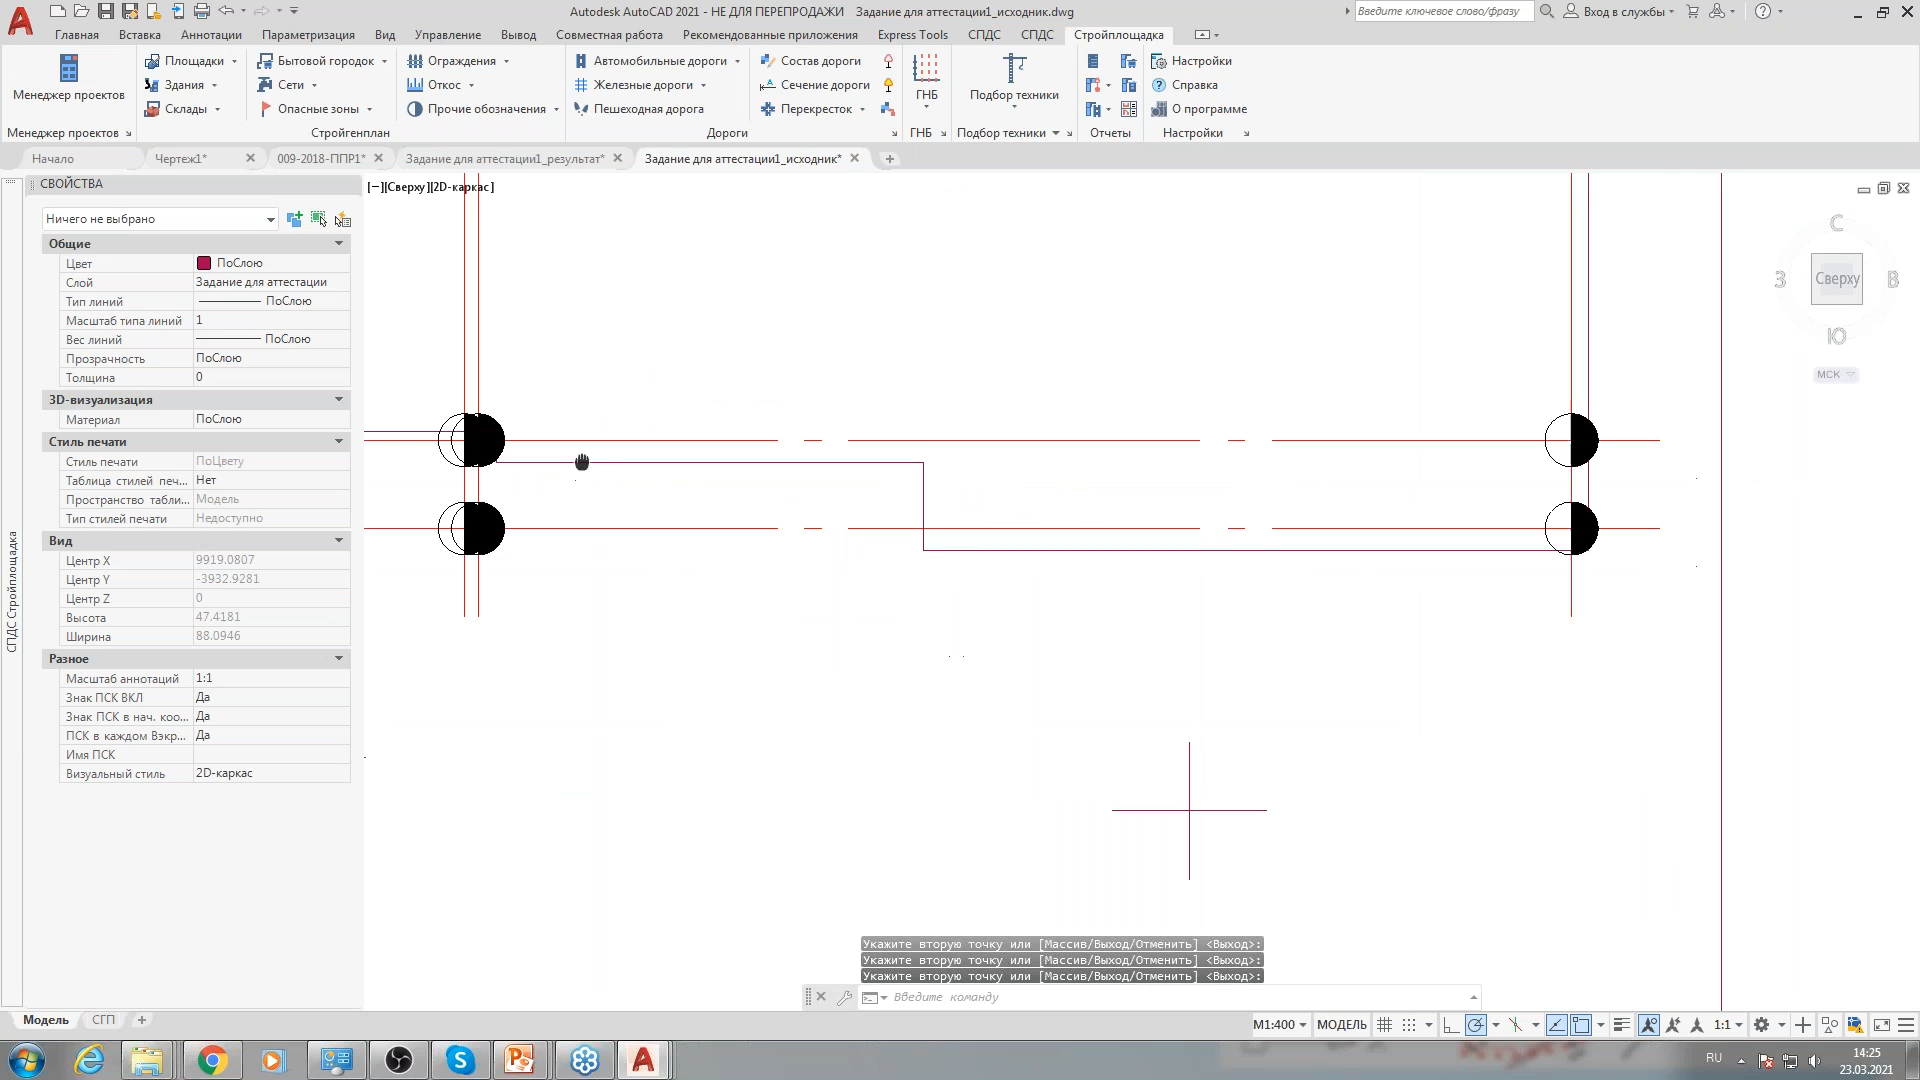 Autodesk AutoCAD 2021 - НЕ ДЛЯ ПЕРЕПРОДАЖИ Задание для аттестации1_исходник.dwg
Введите ключевое слово/фразу
Вход в службы
Главная Вставка Аннотации Параметризация Вид Управление Вывод Совместная работа Рекомендованные приложения Express Tools СПДС СПДС Стройплощадка
Менеджер проектов
Площадки
Здания
Склады
Бытовой городок
Сети
Опасные зоны
Ограждения
Откос
Прочие обозначения
Автомобильные дороги
Железные дороги
Пешеходная дорога
Состав дороги
Сечение дороги
Перекресток
ГНБ
Подбор техники
Настройки
Справка
О программе
Менеджер проектов Стройгенплан Дороги ГНБ Подбор техники Отчеты Настройки
Начало Чертеж1* 009-2018-ППР1* Задание для аттестации1_результат* Задание для аттестации1_исходник*
СВОЙСТВА
[−][Сверху][2D-каркас]
Ничего не выбрано
Общие
Цвет ПоСлою
Слой Задание для аттестации
Тип линий ПоСлою
Масштаб типа линий 1
Вес линий ПоСлою
Прозрачность ПоСлою
Толщина 0
3D-визуализация
Материал ПоСлою
Стиль печати
Стиль печати ПоЦвету
Таблица стилей печ... Нет
Пространство табли... Модель
Тип стилей печати Недоступно
Вид
Центр X 9919.0807
Центр Y -3932.9281
Центр Z 0
Высота 47.4181
Ширина 88.0946
Разное
Масштаб аннотаций 1:1
Знак ПСК ВКЛ Да
Знак ПСК в нач. коо... Да
ПСК в каждом Вэкр... Да
Имя ПСК
Визуальный стиль 2D-каркас
СПДС Стройплощадка
С
З Сверху В
Ю
МСК
Укажите вторую точку или [Массив/Выход/Отменить] <Выход>:
Укажите вторую точку или [Массив/Выход/Отменить] <Выход>:
Укажите вторую точку или [Массив/Выход/Отменить] <Выход>:
Введите команду
Модель СГП
М1:400 МОДЕЛЬ 1:1
RU
14:25
23.03.2021